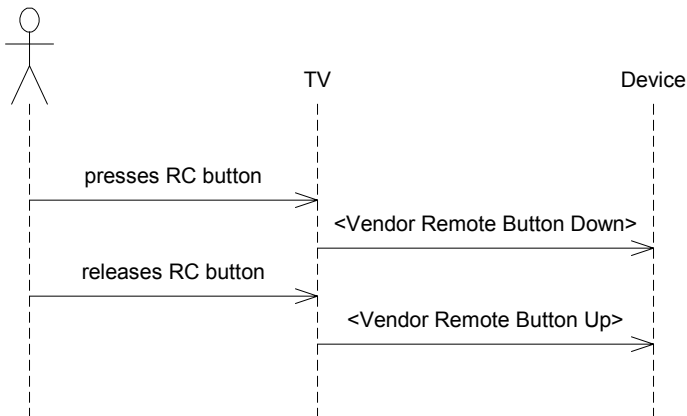 TV
Device
presses RC button
<Vendor Remote Button Down>
releases RC button
<Vendor Remote Button Up>